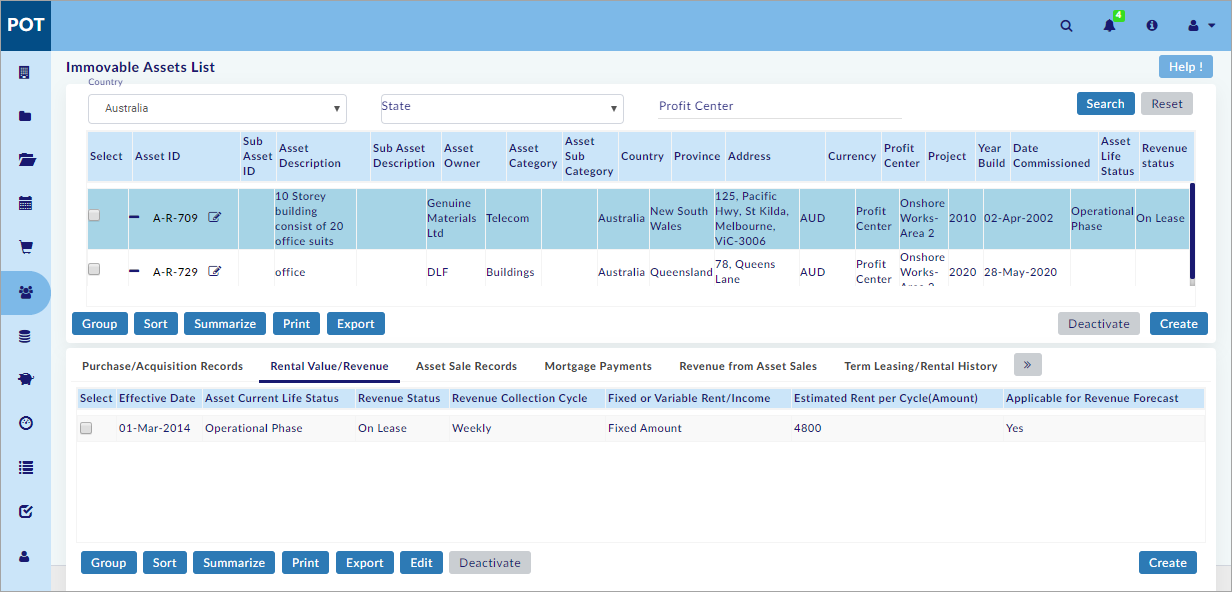 POT
4
Immovable Assets List
Help !
Country
Australia
State
Profit Center
Search
Reset
Select Asset ID Sub Asset ID Asset Description Sub Asset Description Asset Owner Asset Category Asset Sub Category Country Province Address Currency Profit Center Project Year Build Date Commissioned Asset Life Status Revenue status
A-R-709 10 Storey building consist of 20 office suits Genuine Materials Ltd Telecom Australia New South Wales 125, Pacific Hwy, St Kilda, Melbourne, ViC-3006 AUD Profit Center Onshore Works-Area 2 2010 02-Apr-2002 Operational Phase On Lease
A-R-729 office DLF Buildings Australia Queensland 78, Queens Lane AUD Profit Center Onshore Works- 2020 28-May-2020
Group Sort Summarize Print Export Deactivate Create
Purchase/Acquisition Records Rental Value/Revenue Asset Sale Records Mortgage Payments Revenue from Asset Sales Term Leasing/Rental History »
Select Effective Date Asset Current Life Status Revenue Status Revenue Collection Cycle Fixed or Variable Rent/Income Estimated Rent per Cycle(Amount) Applicable for Revenue Forecast
01-Mar-2014 Operational Phase On Lease Weekly Fixed Amount 4800 Yes
Group Sort Summarize Print Export Edit Deactivate Create